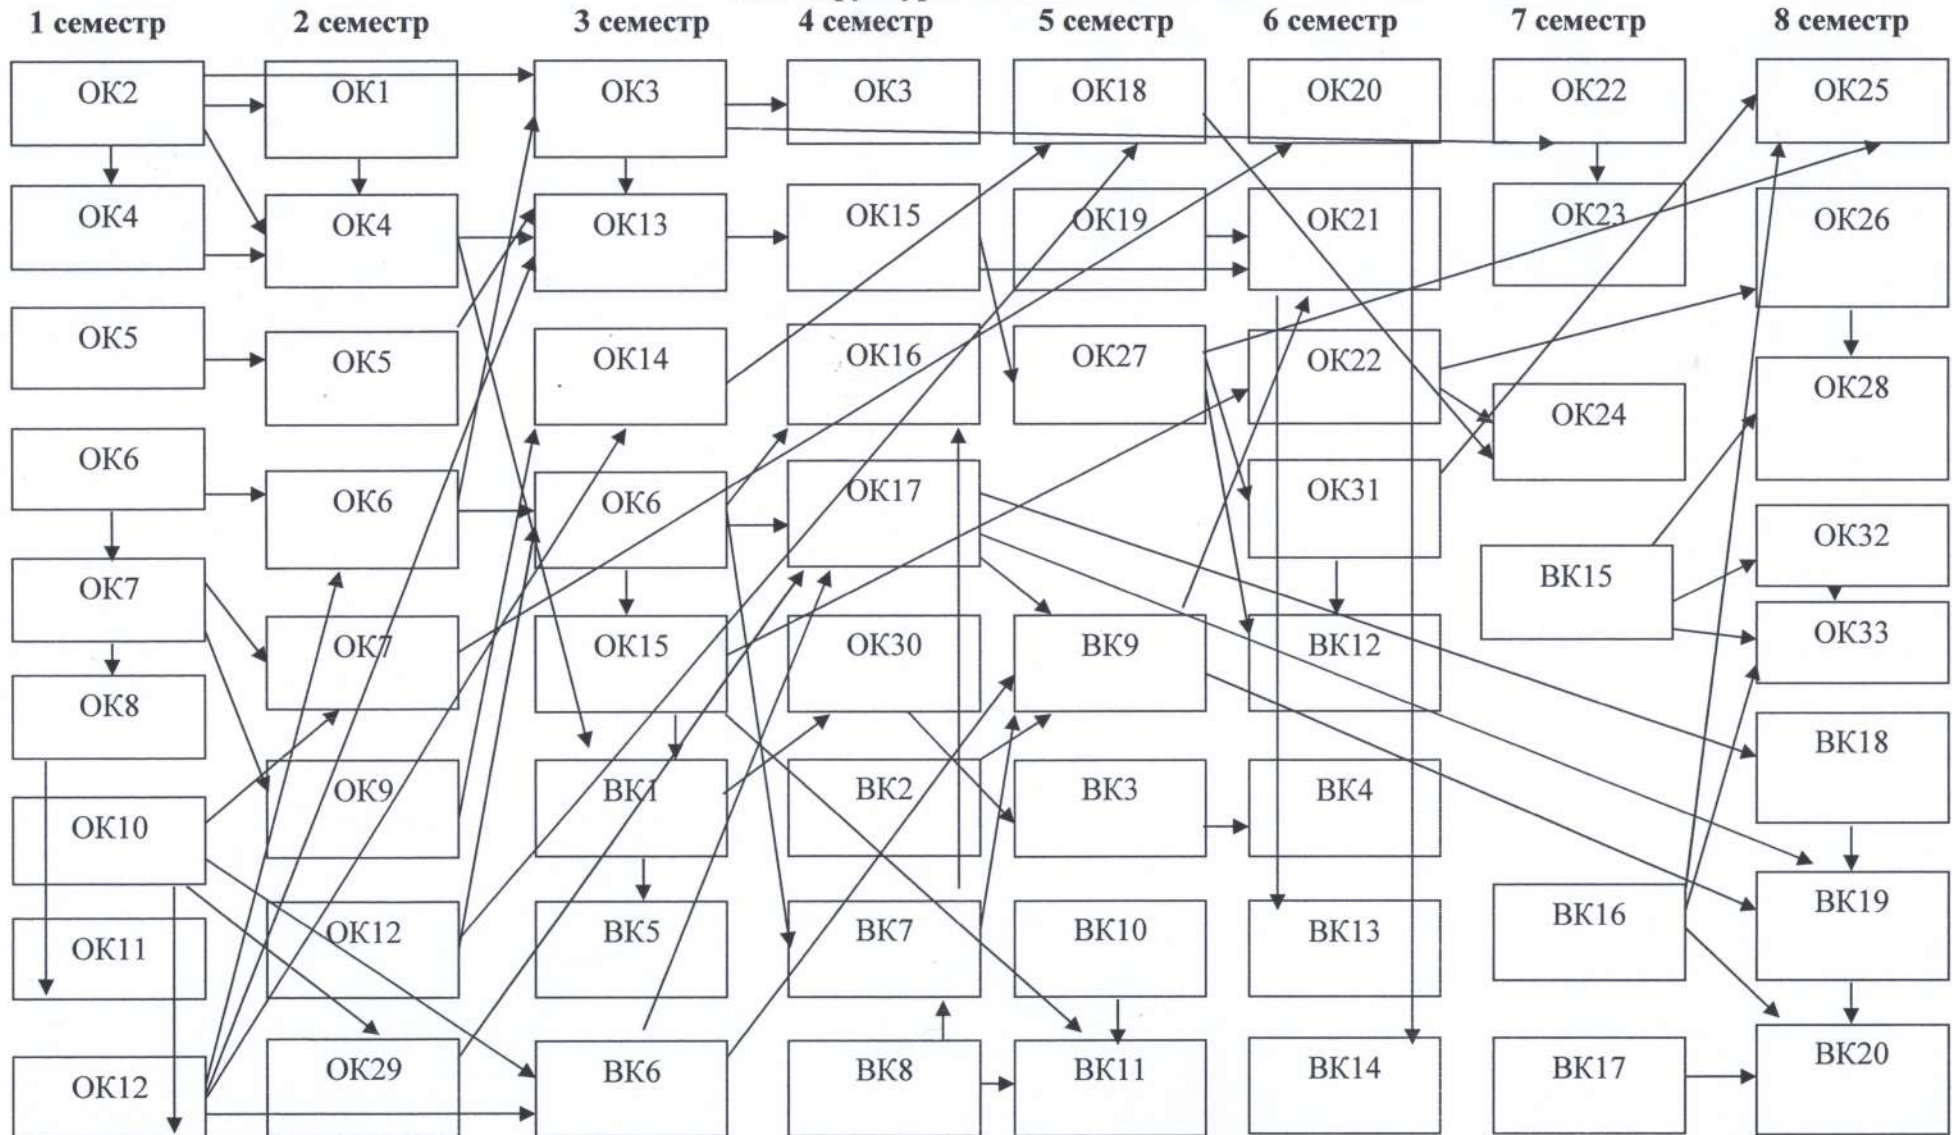 1 семестр 2 семестр 3 семестр 4 семестр 5 семестр 6 семестр 7 семестр 8 семестр
ОК2 ОК1 ОК3 ОК3 ОК18 ОК20 ОК22 ОК25
ОК4 ОК4 ОК13 ОК15 ОК19 ОК21 ОК23 ОК26
ОК5 ОК5 ОК14 ОК16 ОК27 ОК22 ОК24 ОК28
ОК6 ОК6 ОК6 ОК17 ОК31 ВК15 ОК32
ОК7 ОК7 ОК15 ОК30 ВК9 ВК12 ОК33
ОК8 ОК9 ВК1 ВК2 ВК3 ВК4 ВК18
ОК10 ОК12 ВК5 ВК7 ВК10 ВК13 ВК16 ВК19
ОК11 ОК29 ВК6 ВК8 ВК11 ВК14 ВК17 ВК20
ОК12